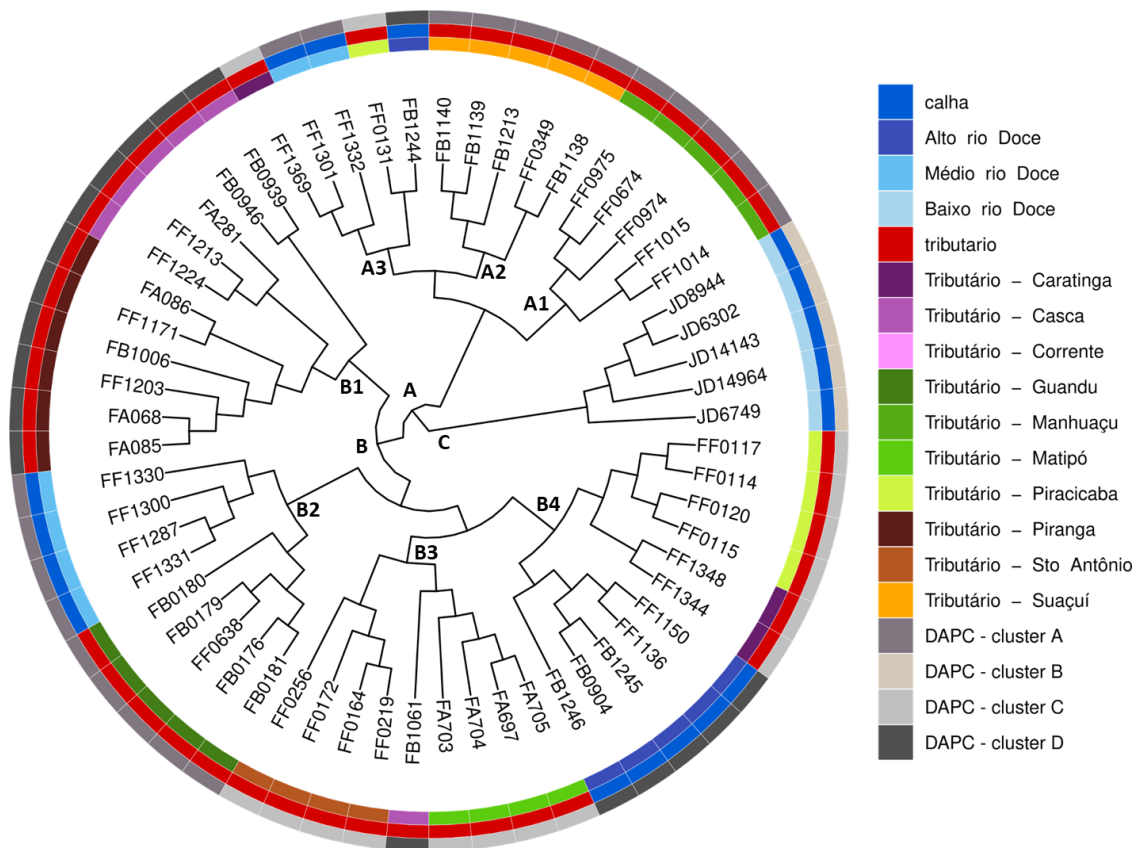 FB1244
FB1140
FB1139
FB1213
FF0349
FB1138
FF0975
FF0674
FF0974
FF1015
FF1014
JD8944
JD6302
JD14143
JD14964
JD6749
FF0117
FF0114
FF0120
FF0115
FF1348
FF1344
FF1150
FF1136
FB1245
FB0904
FB1246
FA705
FA697
FA704
FA703
FB1061
FF0219
FF0164
FF0172
FF0256
FB0181
FB0176
FF0638
FB0179
FB0180
FF1331
FF1287
FF1300
FF1330
FA085
FA068
FF1203
FB1006
FF1171
FA086
FF1224
FF1213
FA281
FB0946
FB0939
FF1369
FF1301
FF1332
FF0131
A3
A2
A1
B1
A
B
C
B2
B3
B4
calha
Alto rio Doce
Médio rio Doce
Baixo rio Doce
tributario
Tributário – Caratinga
Tributário – Casca
Tributário – Corrente
Tributário – Guandu
Tributário – Manhuaçu
Tributário – Matipó
Tributário – Piracicaba
Tributário – Piranga
Tributário – Sto Antônio
Tributário – Suaçuí
DAPC - cluster A
DAPC - cluster B
DAPC - cluster C
DAPC - cluster D